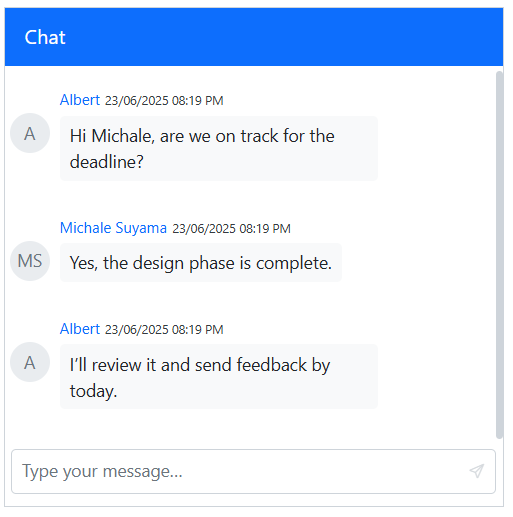 Chat
Albert 23/06/2025 08:19 PM
A
Hi Michale, are we on track for the
deadline?
Michale Suyama 23/06/2025 08:19 PM
MS
Yes, the design phase is complete.
Albert 23/06/2025 08:19 PM
A
I’ll review it and send feedback by
today.
Type your message...